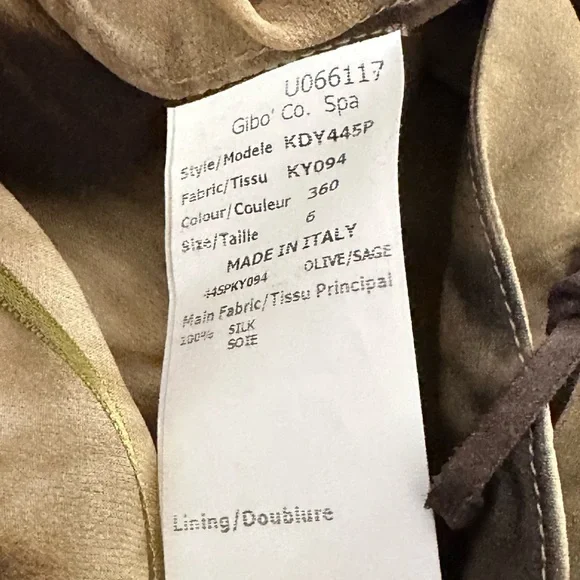 U066117
Gibo' Co. Spa
Style/Modele KDY445P
Fabric/Tissu KY094
Colour/Couleur 360
Size/Taille 6
MADE IN ITALY
445PKY094 OLIVE/SAGE
Main Fabric/Tissu Principal
100% SILK
SOIE
Lining/Doublure